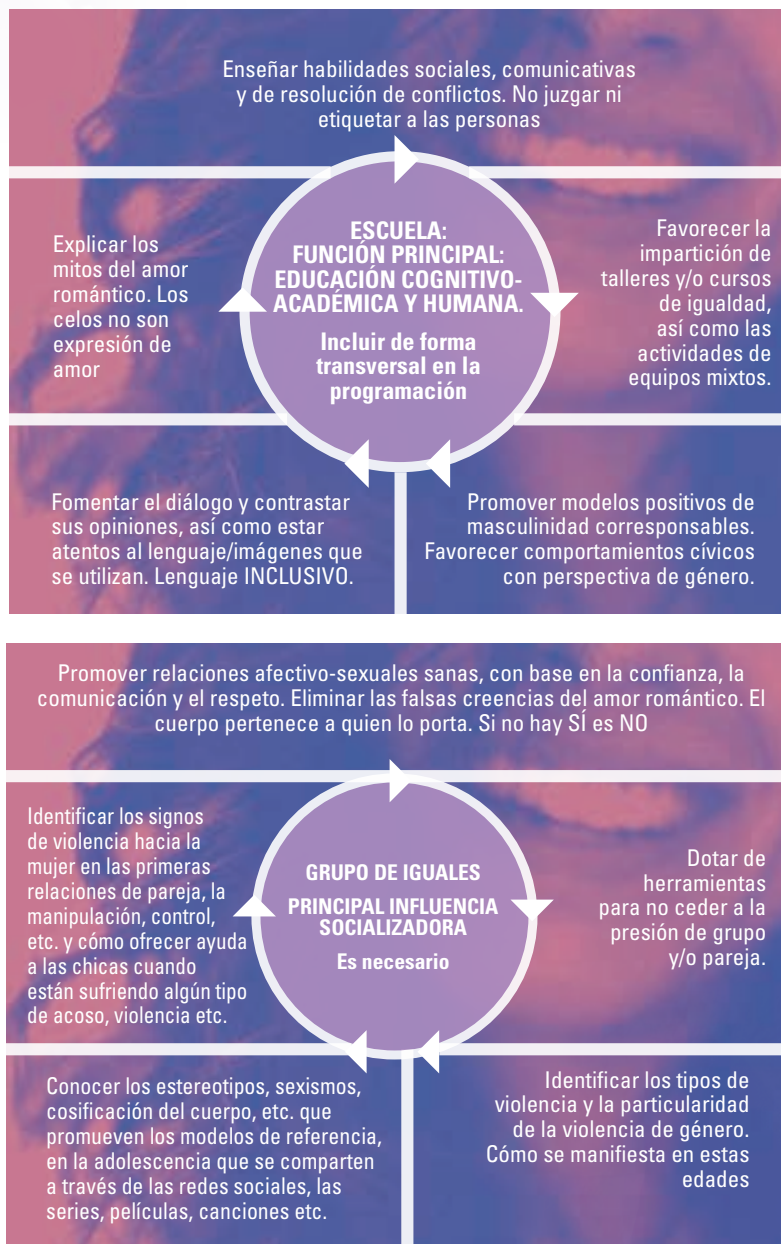 Enseñar habilidades sociales, comunicativas
y de resolución de conflictos. No juzgar ni
etiquetar a las personas
Explicar los
mitos del amor
romántico. Los
celos no son
expresión de
amor
ESCUELA:
FUNCIÓN PRINCIPAL:
EDUCACIÓN COGNITIVO-
ACADÉMICA Y HUMANA.
Incluir de forma
transversal en la
programación
Favorecer la
impartición de
talleres y/o cursos
de igualdad,
así como las
actividades de
equipos mixtos.
Fomentar el diálogo y contrastar
sus opiniones, así como estar
atentos al lenguaje/imágenes que
se utilizan. Lenguaje INCLUSIVO.
Promover modelos positivos de
masculinidad corresponsables.
Favorecer comportamientos cívicos
con perspectiva de género.
Promover relaciones afectivo-sexuales sanas, con base en la confianza, la
comunicación y el respeto. Eliminar las falsas creencias del amor romántico. El
cuerpo pertenece a quien lo porta. Si no hay SÍ es NO
Identificar los signos
de violencia hacia la
mujer en las primeras
relaciones de pareja, la
manipulación, control,
etc. y cómo ofrecer ayuda
a las chicas cuando
están sufriendo algún tipo
de acoso, violencia etc.
GRUPO DE IGUALES
PRINCIPAL INFLUENCIA
SOCIALIZADORA
Es necesario
Dotar de
herramientas
para no ceder a la
presión de grupo
y/o pareja.
Conocer los estereotipos, sexismos,
cosificación del cuerpo, etc. que
promueven los modelos de referencia,
en la adolescencia que se comparten
a través de las redes sociales, las
series, películas, canciones etc.
Identificar los tipos de
violencia y la particularidad
de la violencia de género.
Cómo se manifiesta en estas
edades